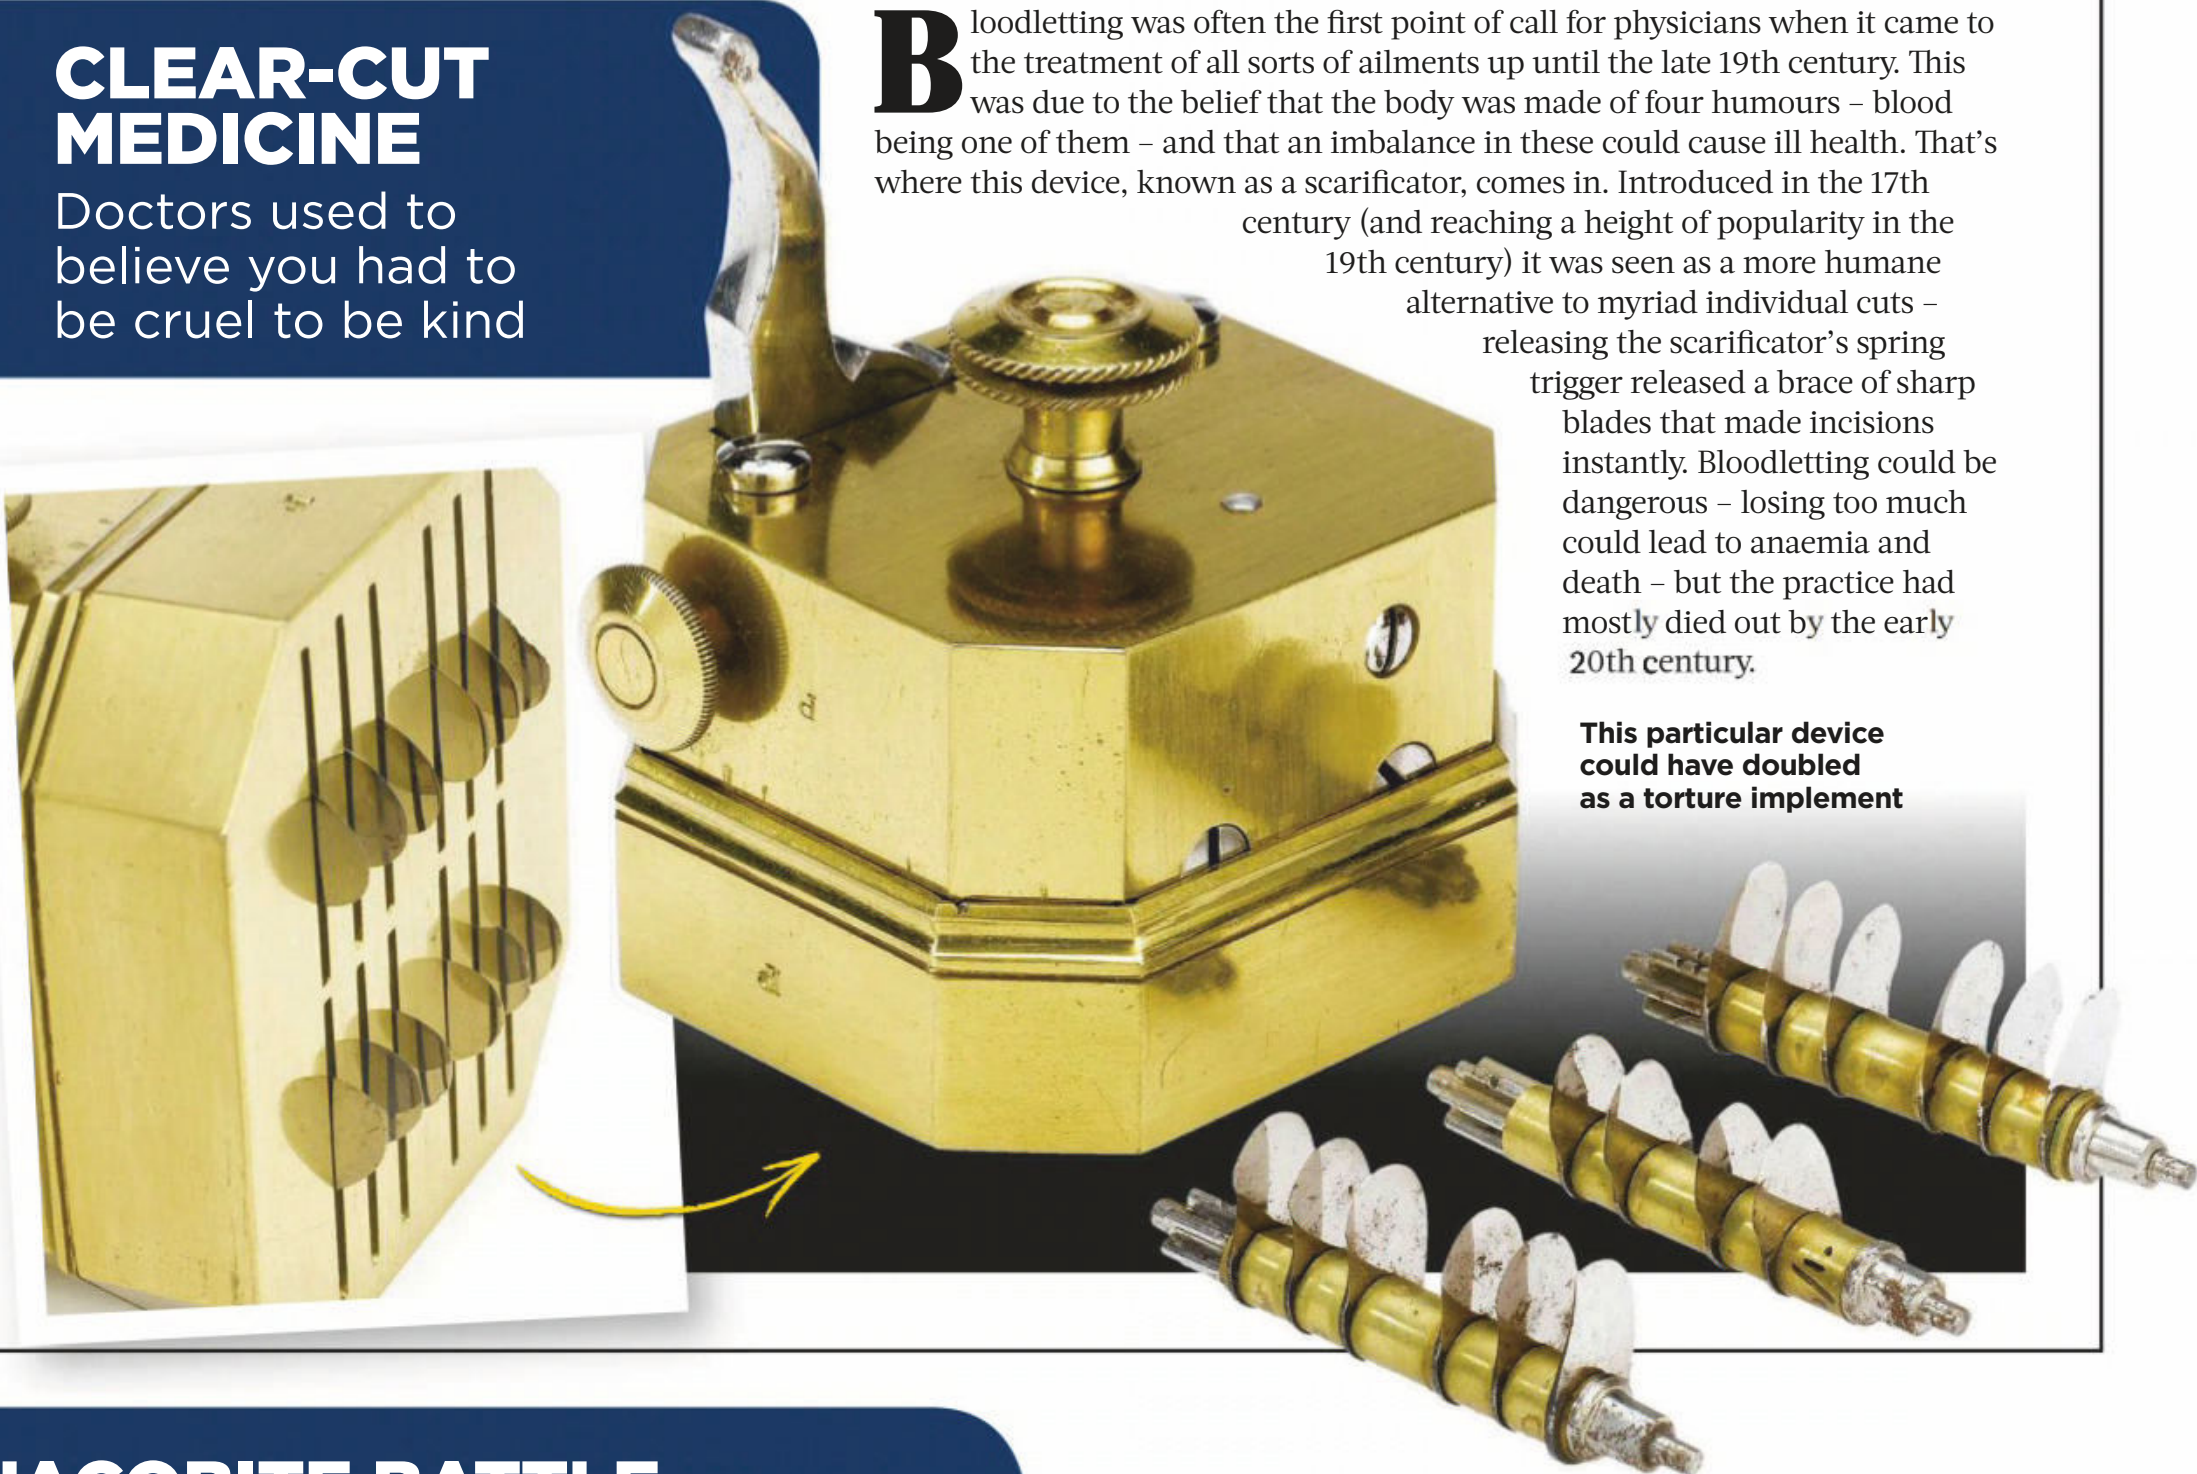 CLEAR-CUT
MEDICINE
Doctors used to
believe you had to
be cruel to be kind
Bloodletting was often the first point of call for physicians when it came to
the treatment of all sorts of ailments up until the late 19th century. This
was due to the belief that the body was made of four humours – blood
being one of them – and that an imbalance in these could cause ill health. That’s
where this device, known as a scarificator, comes in. Introduced in the 17th
century (and reaching a height of popularity in the
19th century) it was seen as a more humane
alternative to myriad individual cuts –
releasing the scarificator’s spring
trigger released a brace of sharp
blades that made incisions
instantly. Bloodletting could be
dangerous – losing too much
could lead to anaemia and
death – but the practice had
mostly died out by the early
20th century.
This particular device
could have doubled
as a torture implement
JACOBITE BATTLE